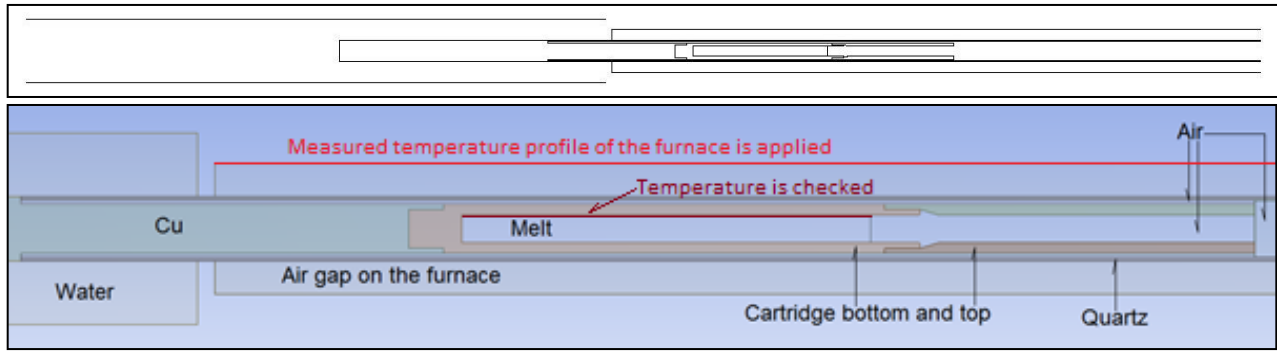 Measured temperature profile of the furnace is applied
Air
Temperature is checked
Cu
Melt
Air gap on the furnace
Water
Cartridge bottom and top
Quartz